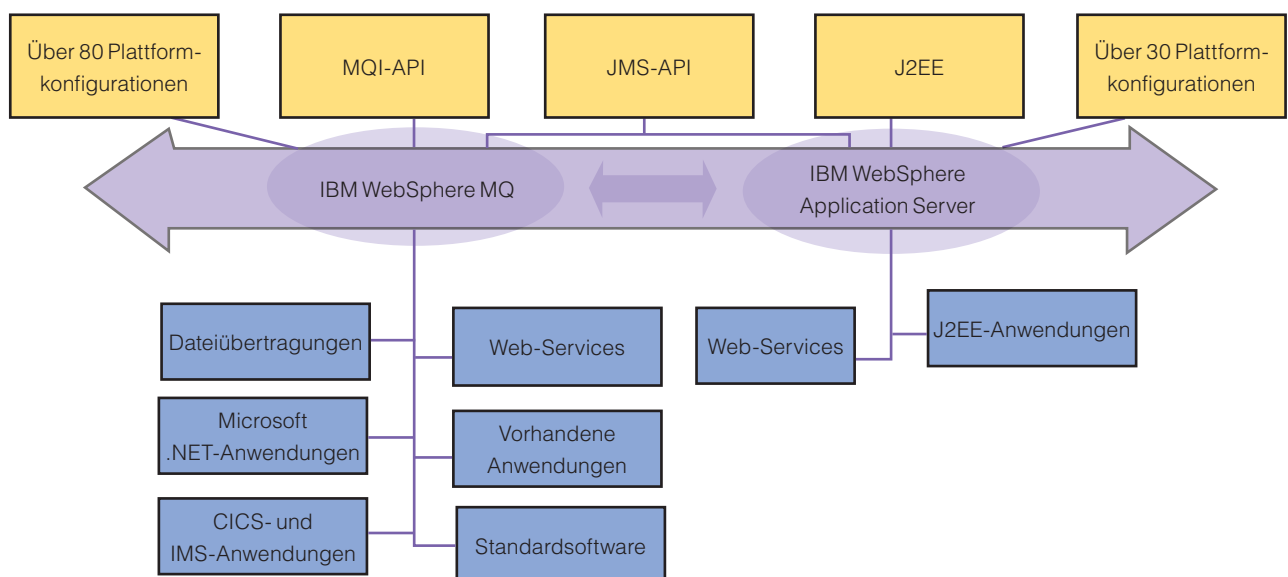 Über 80 Plattform-
konfigurationen
MQI-API
JMS-API
J2EE
Über 30 Plattform-
konfigurationen
IBM WebSphere MQ
IBM WebSphere
Application Server
Dateiübertragungen
Web-Services
Web-Services
J2EE-Anwendungen
Microsoft
.NET-Anwendungen
Vorhandene
Anwendungen
CICS- und
IMS-Anwendungen
Standardsoftware